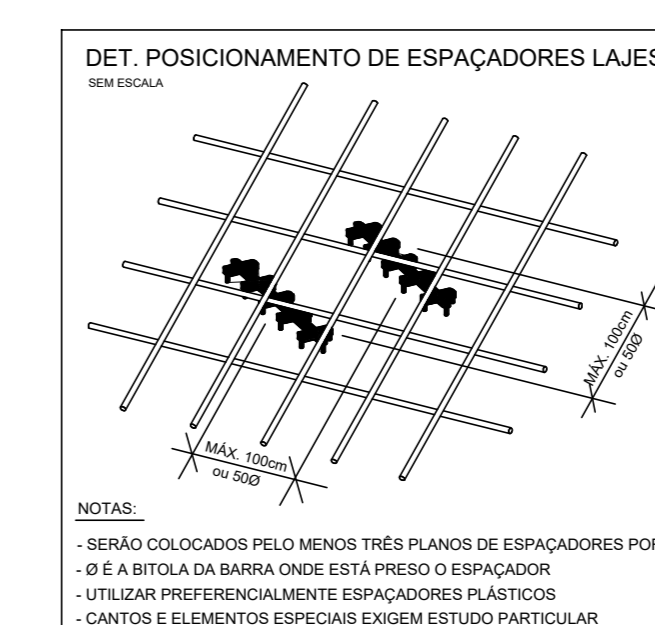 DET. POSICIONAMENTO DE ESPAÇADORES LAJES
SEM ESCALA
MÁX. 100cm
ou 50Ø
MÁX. 100cm
ou 50Ø
NOTAS:
- SERÃO COLOCADOS PELO MENOS TRÊS PLANOS DE ESPAÇADORES POR
- Ø É A BITOLA DA BARRA ONDE ESTÁ PRESO O ESPAÇADOR
- UTILIZAR PREFERENCIALMENTE ESPAÇADORES PLÁSTICOS
- CANTOS E ELEMENTOS ESPECIAIS EXIGEM ESTUDO PARTICULAR